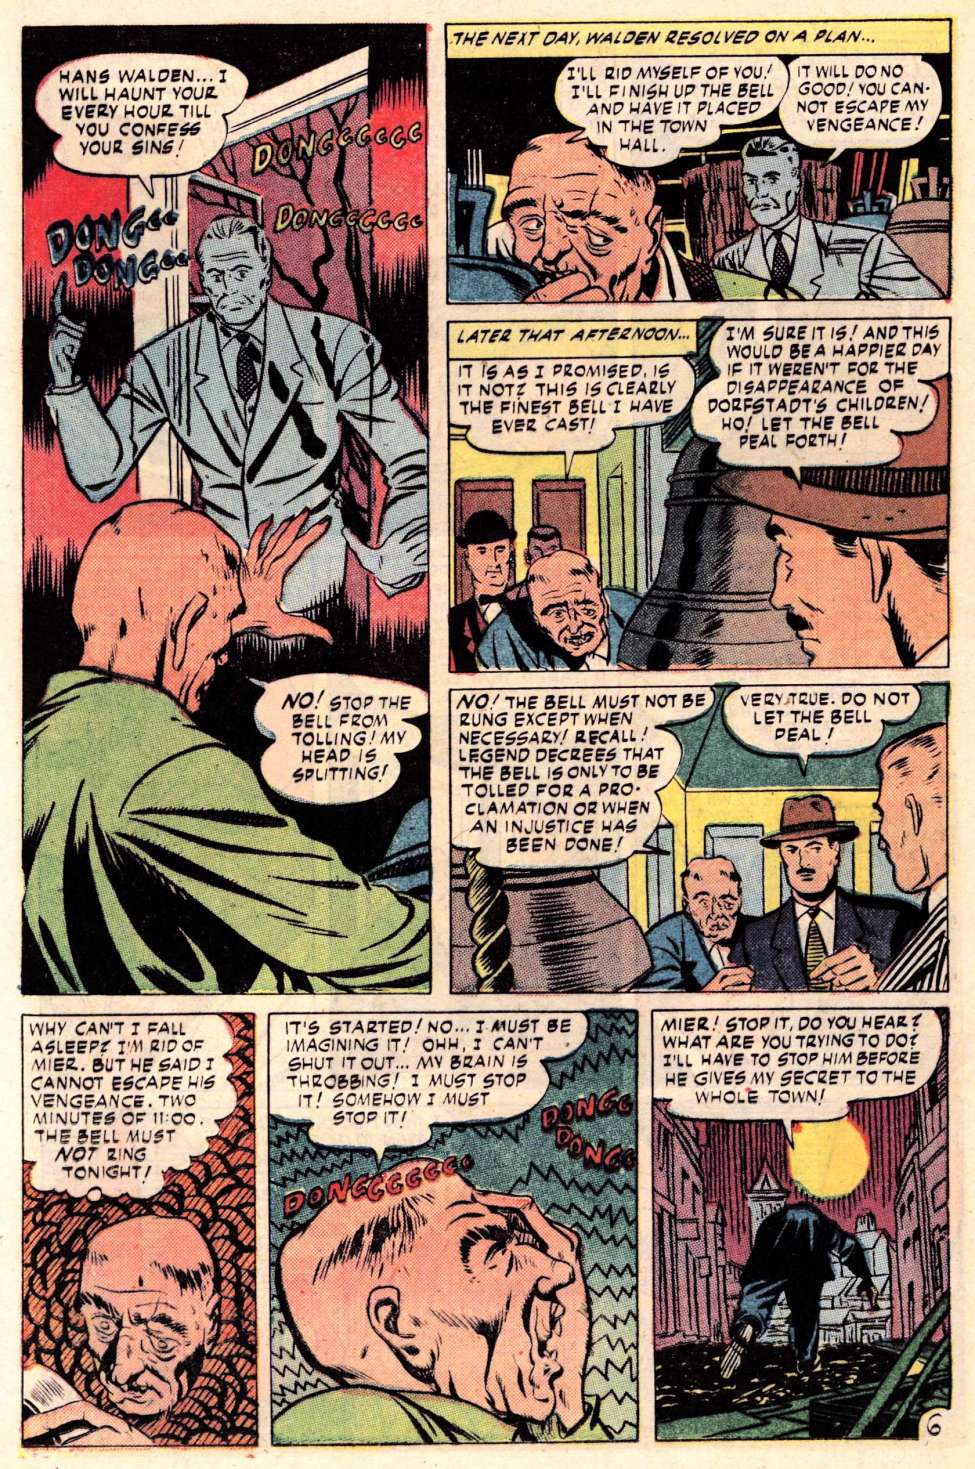 HANS WALDEN... I
WILL HAUNT YOUR
EVERY HOUR TILL
YOU CONFESS
YOUR SINS!
DONGGGGGG
DONGGGGGG
DONGGG
DONGGG
NO! STOP THE
BELL FROM
TOLLING! MY
HEAD IS
SPLITTING!
THE NEXT DAY, WALDEN RESOLVED ON A PLAN...
I'LL RID MYSELF OF YOU!
I'LL FINISH UP THE BELL
AND HAVE IT PLACED
IN THE TOWN
HALL.
IT WILL DO NO
GOOD! YOU CAN-
NOT ESCAPE MY
VENGEANCE!
LATER THAT AFTERNOON...
IT IS AS I PROMISED, IS
IT NOT? THIS IS CLEARLY
THE FINEST BELL I HAVE
EVER CAST!
I'M SURE IT IS! AND THIS
WOULD BE A HAPPIER DAY
IF IT WEREN'T FOR THE
DISAPPEARANCE OF
DORFSTADT'S CHILDREN!
HO! LET THE BELL
PEAL FORTH!
NO! THE BELL MUST NOT BE
RUNG EXCEPT WHEN
NECESSARY! RECALL!
LEGEND DECREES THAT
THE BELL IS ONLY TO BE
TOLLED FOR A PRO-
CLAMATION OR WHEN
AN INJUSTICE HAS
BEEN DONE!
VERY TRUE. DO NOT
LET THE BELL
PEAL!
WHY CAN'T I FALL
ASLEEP? I'M RID OF
MIER. BUT HE SAID I
CANNOT ESCAPE HIS
VENGEANCE. TWO
MINUTES OF 11:00.
THE BELL MUST
NOT RING
TONIGHT!
IT'S STARTED! NO... I MUST BE
IMAGINING IT! OHH, I CAN'T
SHUT IT OUT... MY BRAIN IS
THROBBING! I MUST STOP
IT! SOMEHOW I MUST
STOP IT!
DONGGGGGGG
DONGG
DONGG
MIER! STOP IT, DO YOU HEAR?
WHAT ARE YOU TRYING TO DO?
I'LL HAVE TO STOP HIM BEFORE
HE GIVES MY SECRET TO THE
WHOLE TOWN!
6